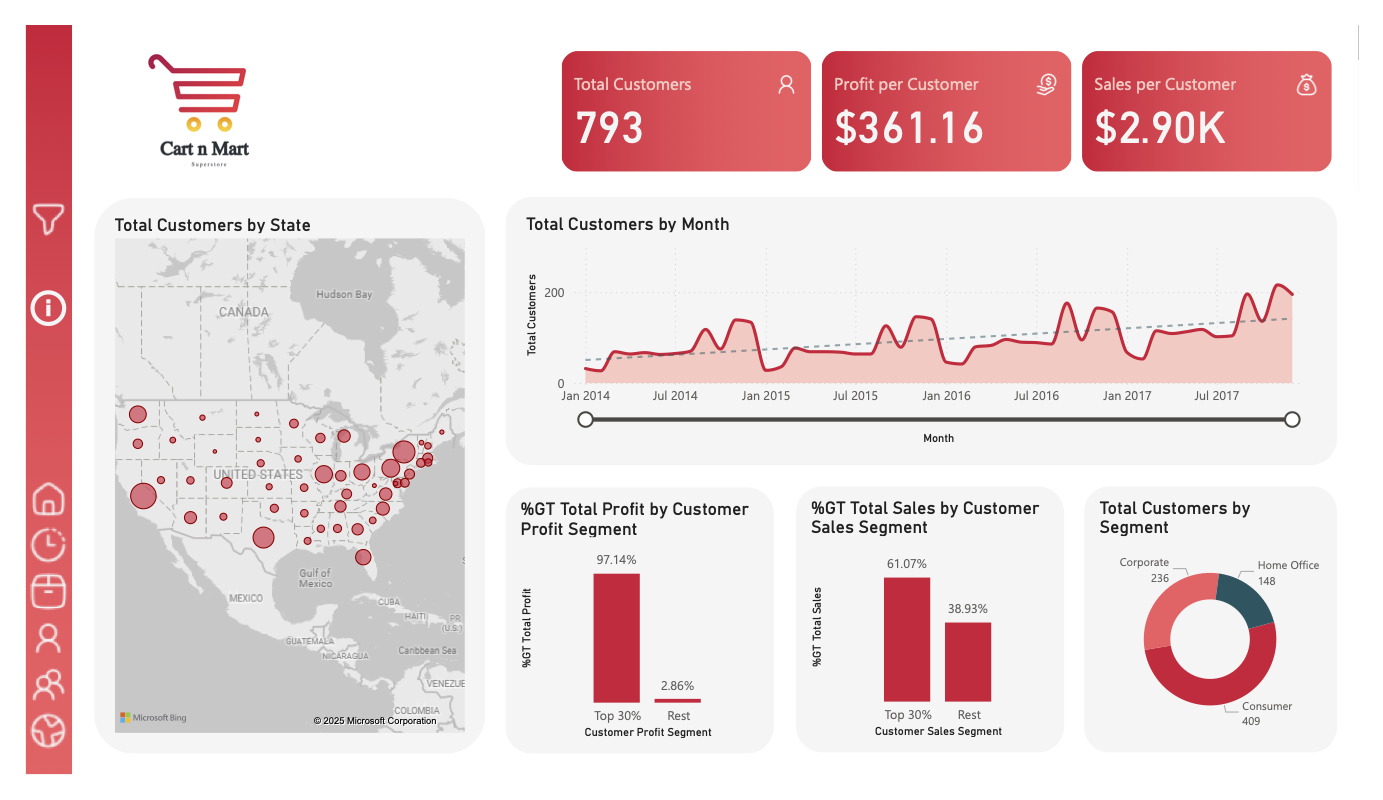 Cart n Mart
Superstore
Total Customers
793
Profit per Customer
$361.16
Sales per Customer
$2.90K
Total Customers by State
Hudson Bay
CANADA
UNITED STATES
Gulf of
Mexico
MEXICO
CUBA
HAITI
PR
(U.S.)
GUATEMALA
NICARAGUA
Caribbean Sea
VENEZUE
COLOMBIA
Microsoft Bing
© 2025 Microsoft Corporation
Total Customers by Month
Total Customers
200
0
Jan 2014
Jul 2014
Jan 2015
Jul 2015
Jan 2016
Jul 2016
Jan 2017
Jul 2017
Month
%GT Total Profit by Customer
Profit Segment
%GT Total Profit
97.14%
2.86%
Top 30%
Rest
Customer Profit Segment
%GT Total Sales by Customer
Sales Segment
%GT Total Sales
61.07%
38.93%
Top 30%
Rest
Customer Sales Segment
Total Customers by
Segment
Corporate
236
Home Office
148
Consumer
409